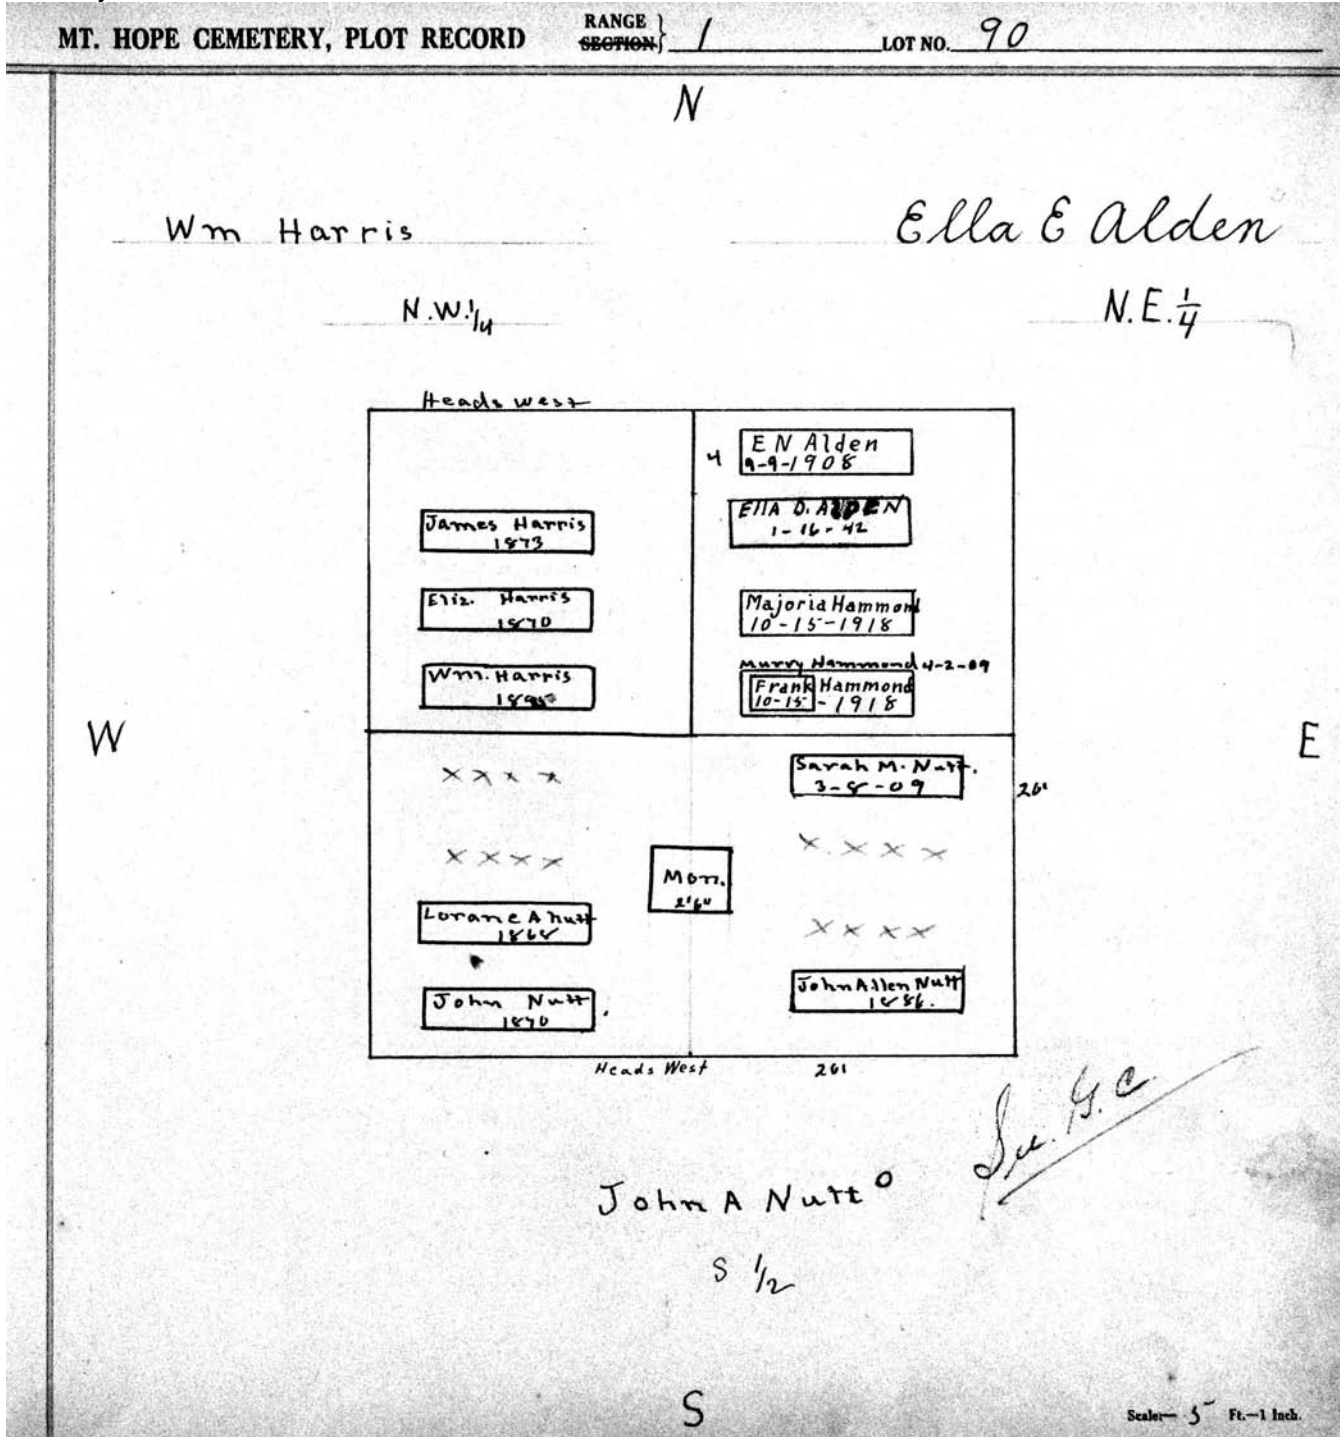 MT. HOPE CEMETERY, PLOT RECORD RANGE SECTION } 1 LOT NO. 90
N
Wm Harris
N.W. 1/4
Ella E Alden
N.E. 1/4
Heads West
James Harris
1873
Eliz. Harris
1870
Wm. Harris
4
E N Alden
9-9-1908
Ella D. ALDEN
1-16-42
Majoria Hammond
10-15-1918
Murry Hammond 4-2-09
Frank Hammond
10-15-1918
W
E
x x x x
x x x x
Lorane A Nutt
1868
John Nutt
1870
Mon.
2'6"
Sarah M. Nutt.
3-8-09
x x x x
x x x x
John Allen Nutt
1886.
Heads West
John A Nutt
S 1/2
S
Scale— 5 Ft.—1 Inch.